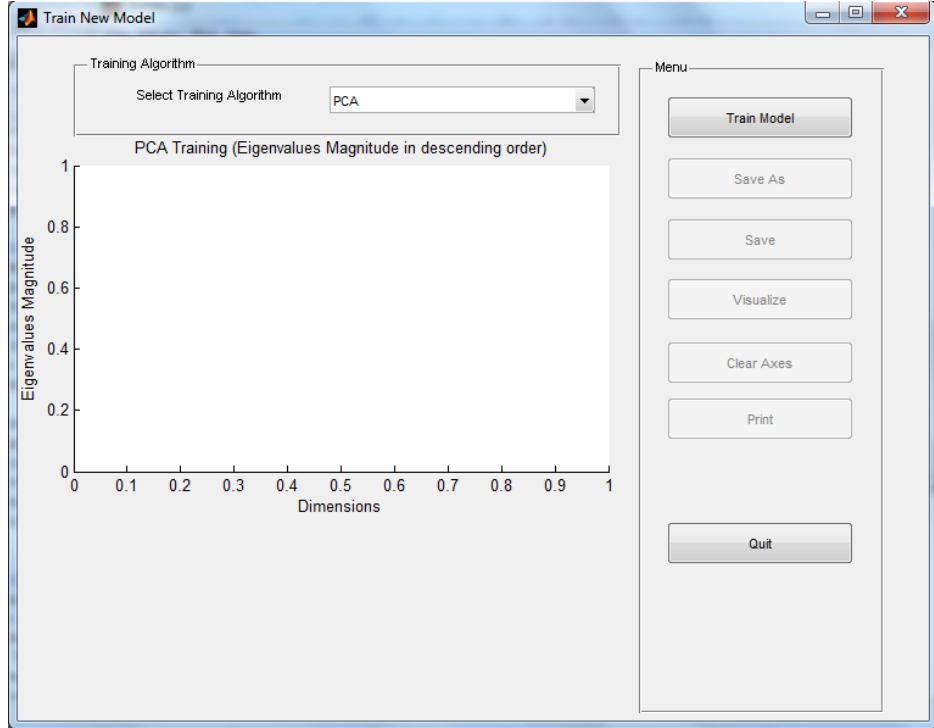 Train New Model
Training Algorithm
Select Training Algorithm
PCA
PCA Training (Eigenvalues Magnitude in descending order)
1
0.8
0.6
0.4
0.2
0
Eigenvalues Magnitude
0 0.1 0.2 0.3 0.4 0.5 0.6 0.7 0.8 0.9 1
Dimensions
Menu
Train Model
Save As
Save
Visualize
Clear Axes
Print
Quit